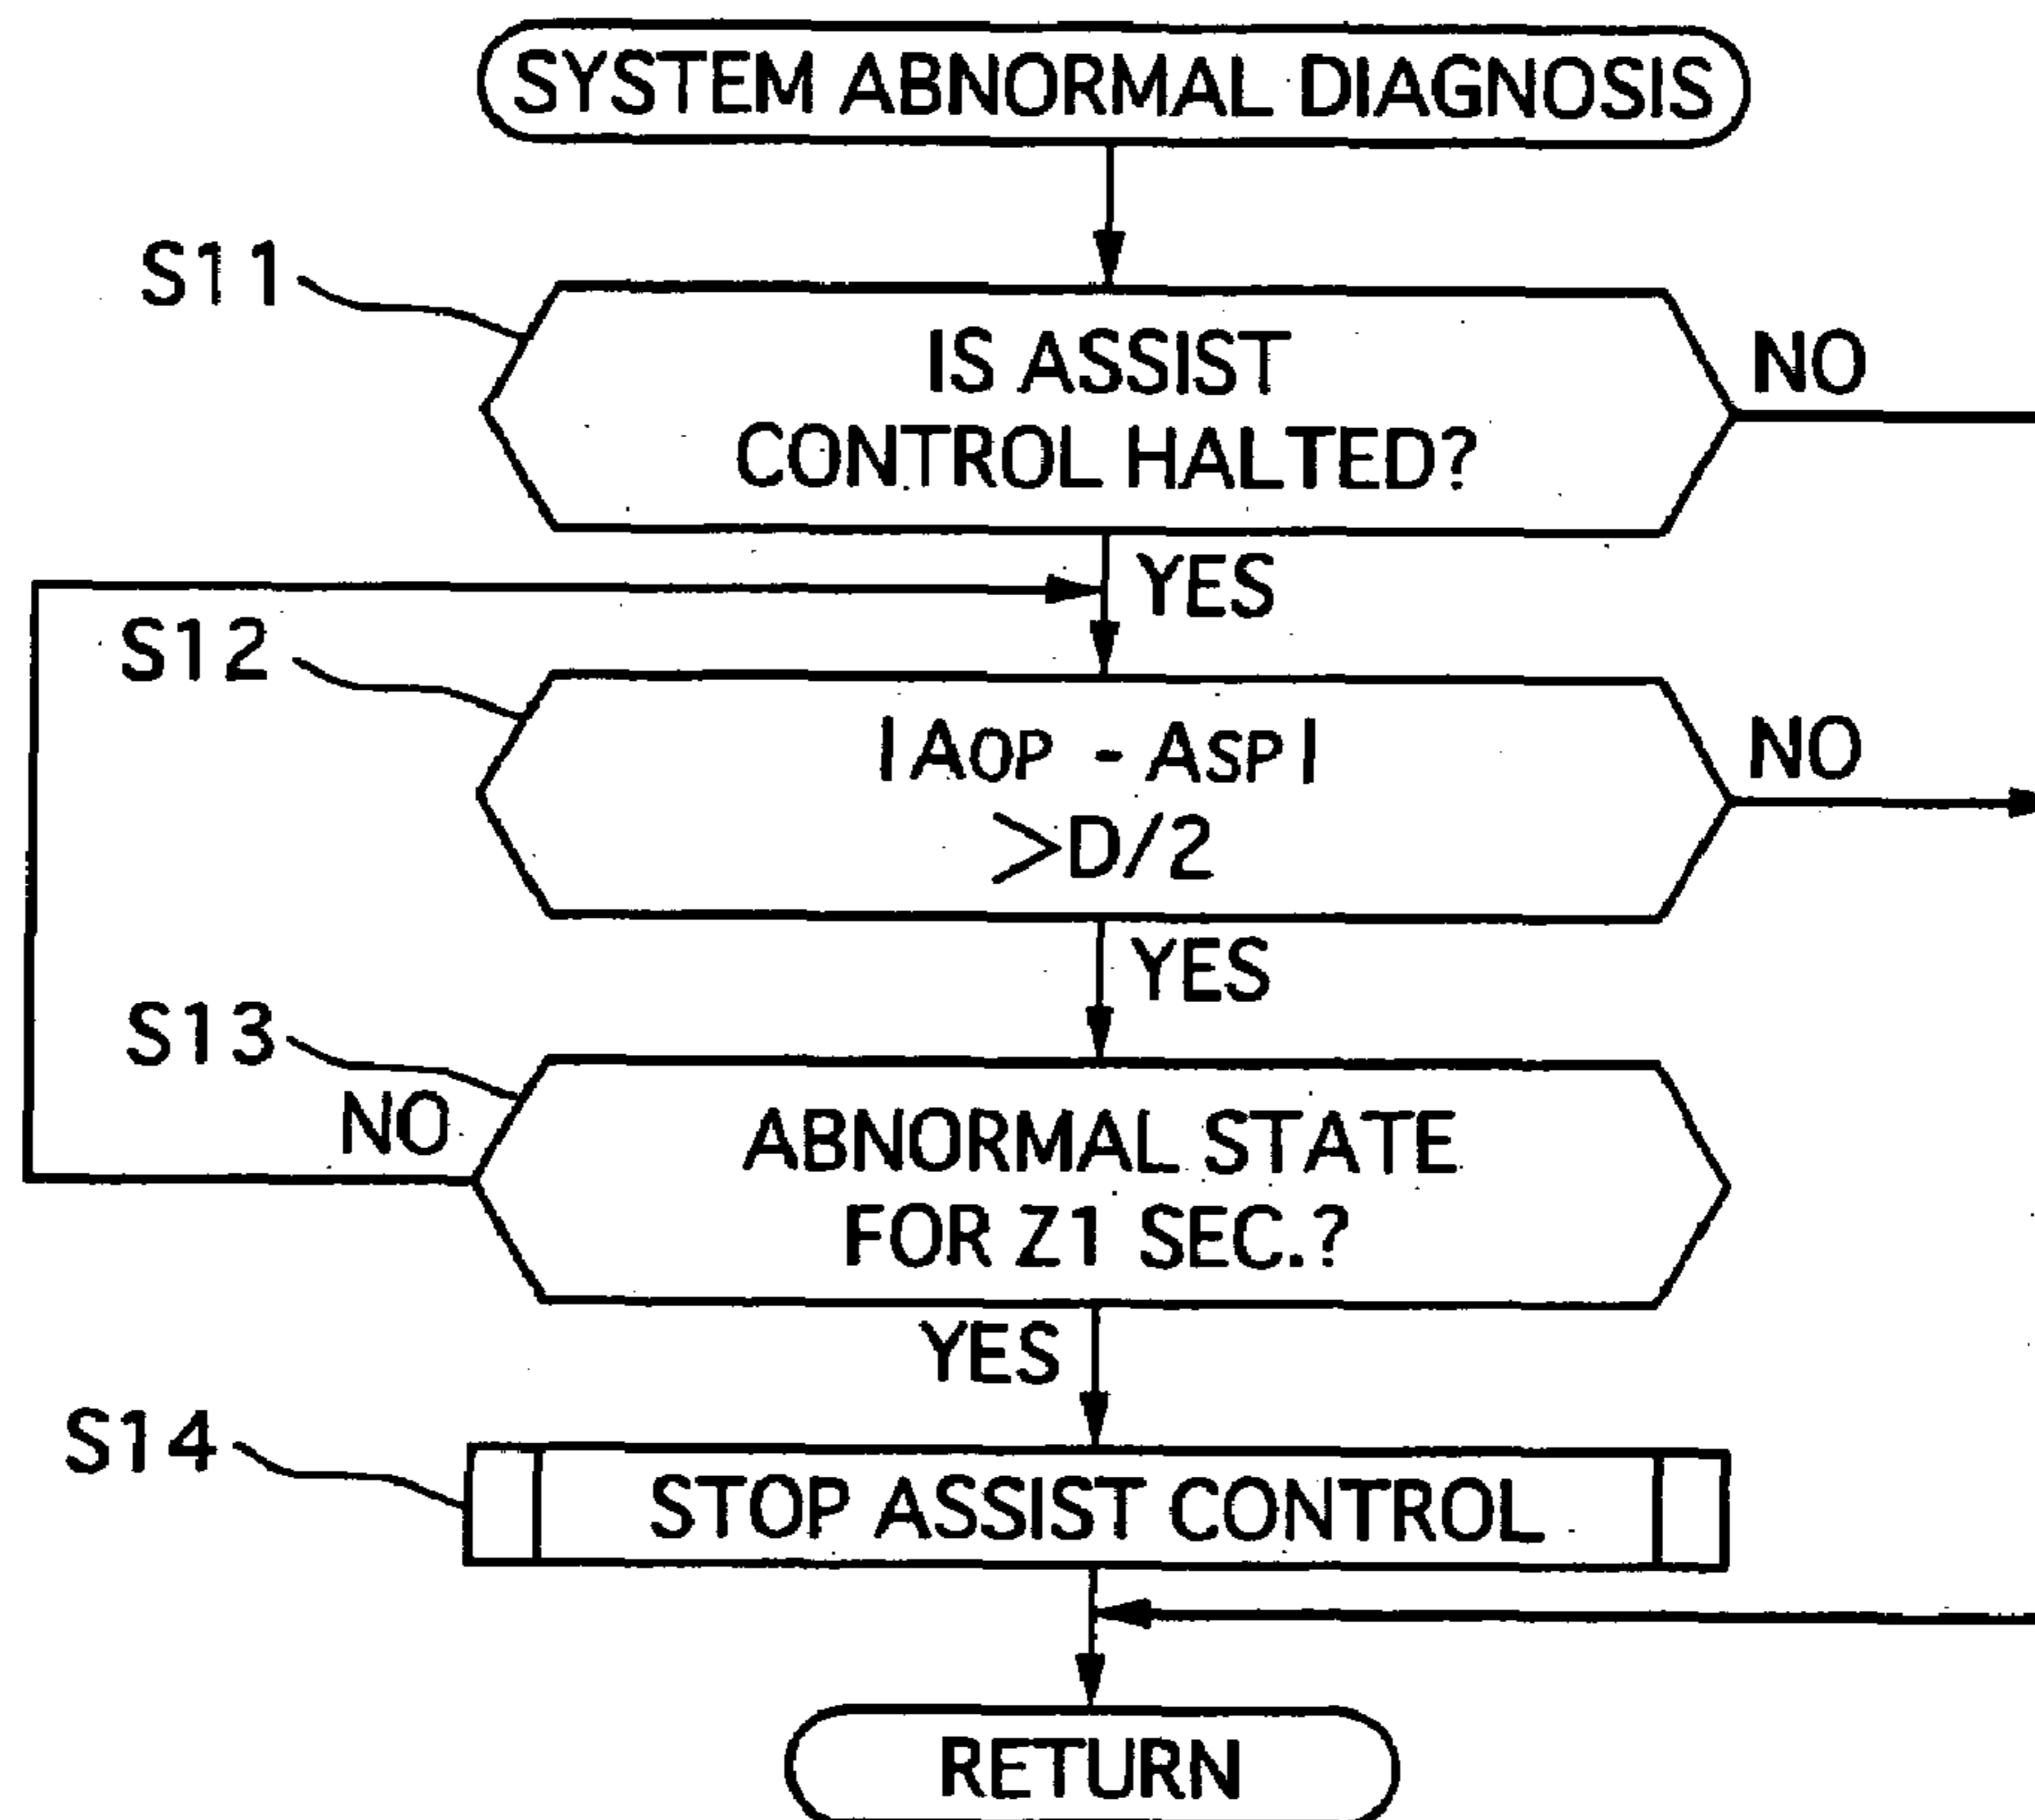 SYSTEM ABNORMAL DIAGNOSIS
S11
IS ASSIST
CONTROL HALTED?
NO
YES
S12
|AOP - ASP|
>D/2
NO
YES
S13
NO
ABNORMAL STATE
FOR Z1 SEC.?
YES
S14
STOP ASSIST CONTROL
RETURN